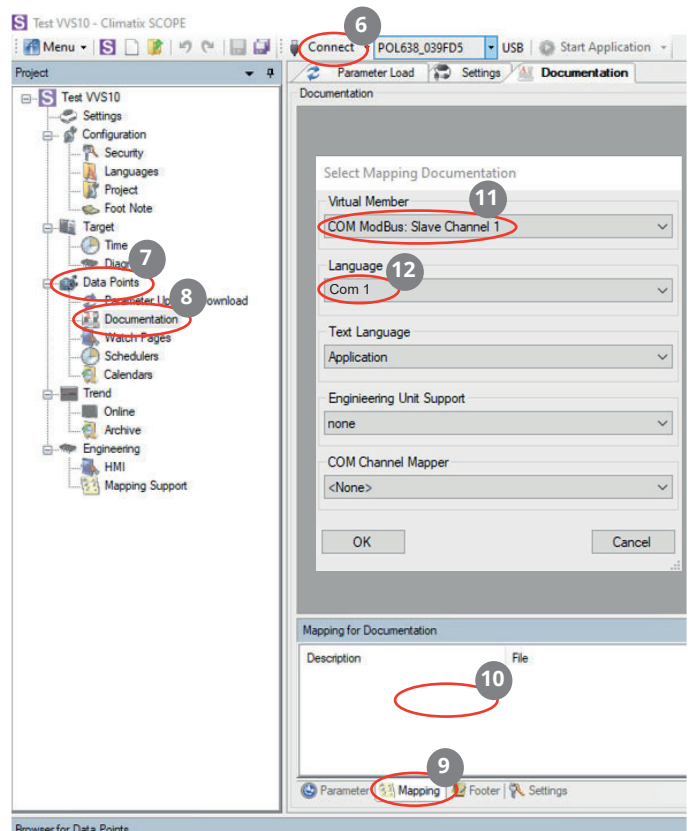 Test VVS10 - Climatix SCOPE
6
Menu
Connect POL638_039FD5 USB Start Application
Project
Parameter Load Settings Documentation
Documentation
Test VVS10
Settings
Configuration
Security
Languages
Project
Foot Note
Target
Time
7
Data Points
8
Documentation
Watch Pages
Schedulers
Calendars
Trend
Online
Archive
Engineering
HMI
Mapping Support
Select Mapping Documentation
Virtual Member
11
COM ModBus: Slave Channel 1
Language
12
Com 1
Text Language
Application
Enginieering Unit Support
none
COM Channel Mapper
<None>
OK Cancel
Mapping for Documentation
Description File
10
9
Parameter Mapping Footer Settings
Browser for Data Points